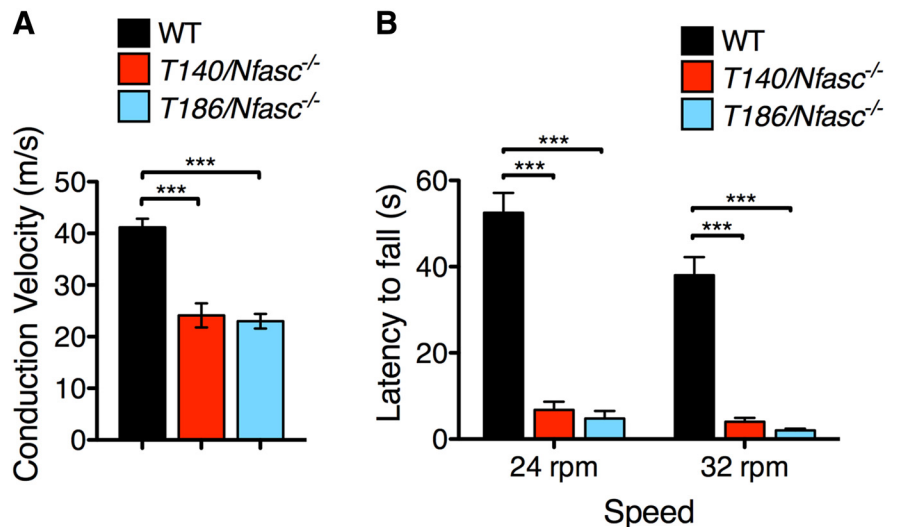 A
WT
T140/Nfasc-/-
T186/Nfasc-/-
Conduction Velocity (m/s)
50
40
30
20
10
0
***
***
B
WT
T140/Nfasc-/-
T186/Nfasc-/-
Latency to fall (s)
60
40
20
0
***
***
***
***
24 rpm
32 rpm
Speed